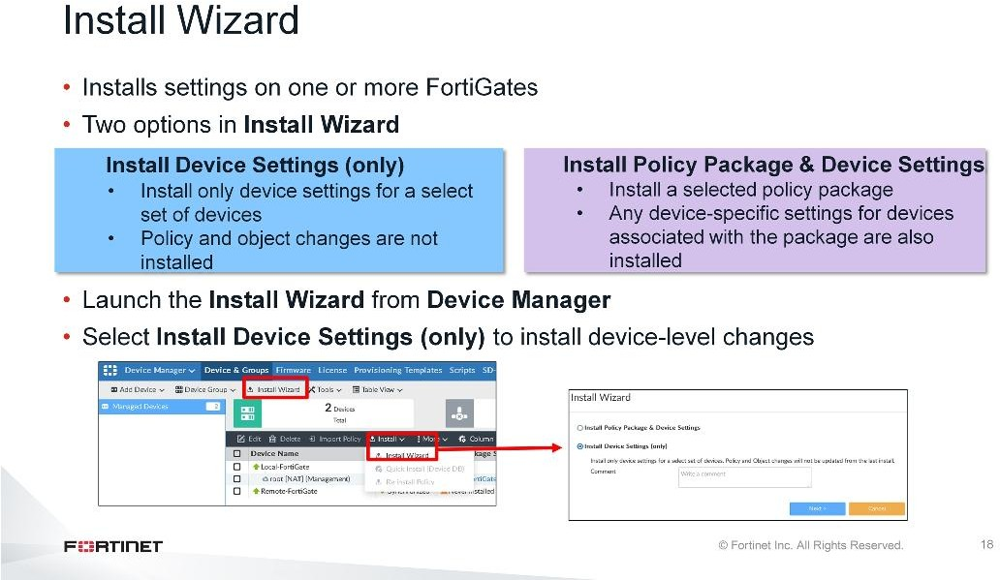 Install Wizard
• Installs settings on one or more FortiGates
• Two options in Install Wizard
Install Device Settings (only)
• Install only device settings for a select
set of devices
• Policy and object changes are not
installed
Install Policy Package & Device Settings
• Install a selected policy package
• Any device-specific settings for devices
associated with the package are also
installed
• Launch the Install Wizard from Device Manager
• Select Install Device Settings (only) to install device-level changes
Device Manager Device & Groups Firmware License Provisioning Templates Scripts SD-
Add Device Device Group Install Wizard Tools Table View
Managed Devices 2
2 Devices
Total
Edit Delete Import Policy Install More Column
Device Name Install Wizard kage S
Local-FortiGate Quick Install (Device DB)
root [NAT] (Management) Re-install Policy rtiGate
Remote-FortiGate Synchronized Never Installed
Install Wizard
Install Policy Package & Device Settings
Install Device Settings (only)
Install only device settings for a select set of devices. Policy and Object changes will not be updated from the last install.
Comment Write a comment
Next > Cancel
FORTINET
© Fortinet Inc. All Rights Reserved.
18